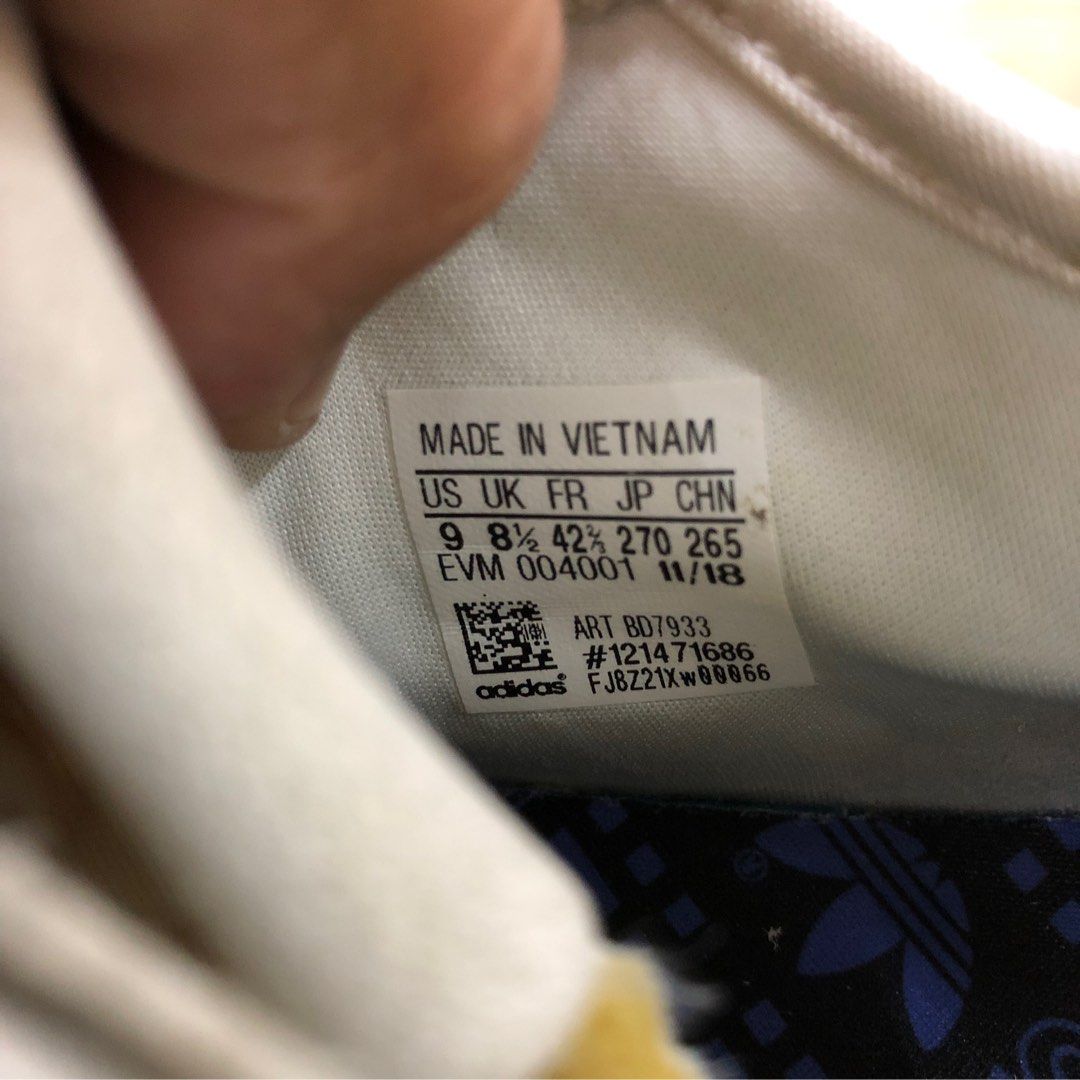 MADE IN VIETNAM
US UK FR JP CHN
9 8½ 42⅔ 270 265
EVM 004001 11/18
ART BD7933
#121471686
adidas FJ8Z21Xw00066